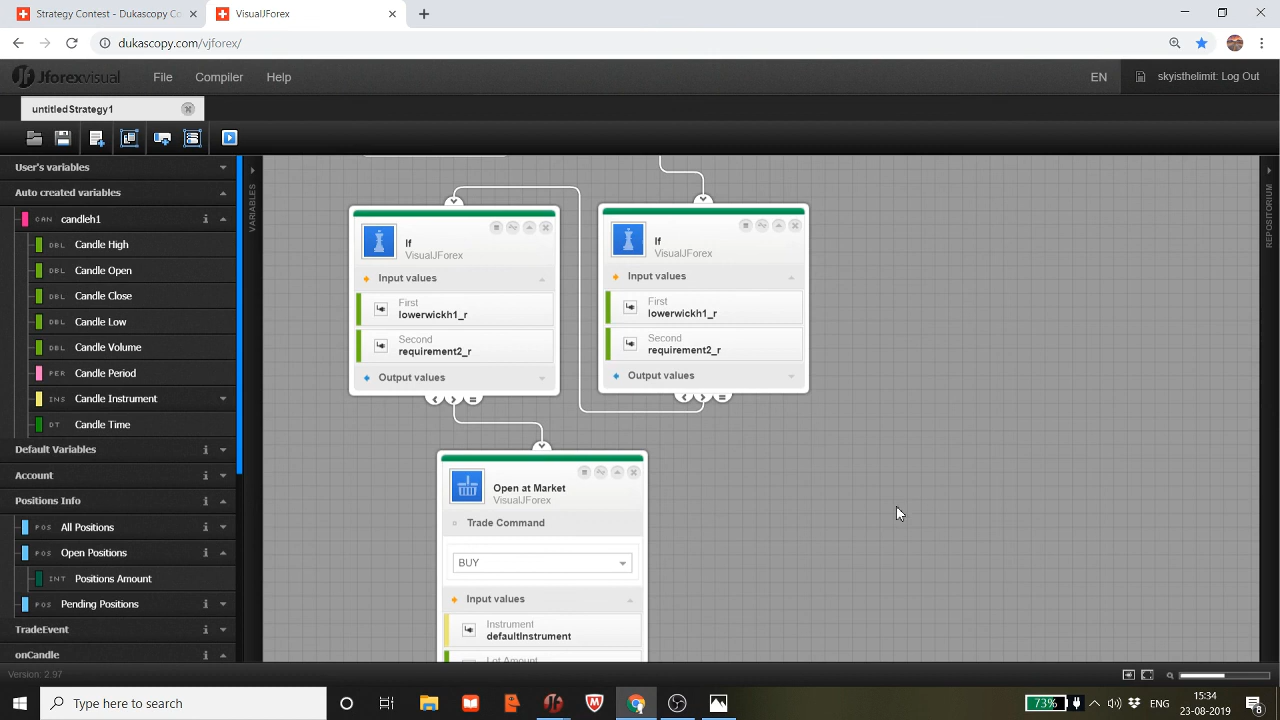 Strategy Contest - Dukascopy Com
VisualJForex
dukascopy.com/vjforex/
Jforexvisual
File
Compiler
Help
EN
skyisthelimit: Log Out
untitledStrategy1
User's variables
Auto created variables
CAN candleh1
DBL Candle High
DBL Candle Open
DBL Candle Close
DBL Candle Low
DBL Candle Volume
PER Candle Period
INS Candle Instrument
DT Candle Time
Default Variables
Account
Positions Info
POS All Positions
POS Open Positions
INT Positions Amount
POS Pending Positions
TradeEvent
onCandle
VARIABLES
If
VisualJForex
Input values
First
lowerwickh1_r
Second
requirement2_r
Output values
If
VisualJForex
Input values
First
lowerwickh1_r
Second
requirement2_r
Output values
Open at Market
VisualJForex
Trade Command
BUY
Input values
Instrument
defaultInstrument
Lot Amount
REPOSITORIUM
Version: 2.97
Type here to search
73%
ENG
15:34
23-08-2019
8